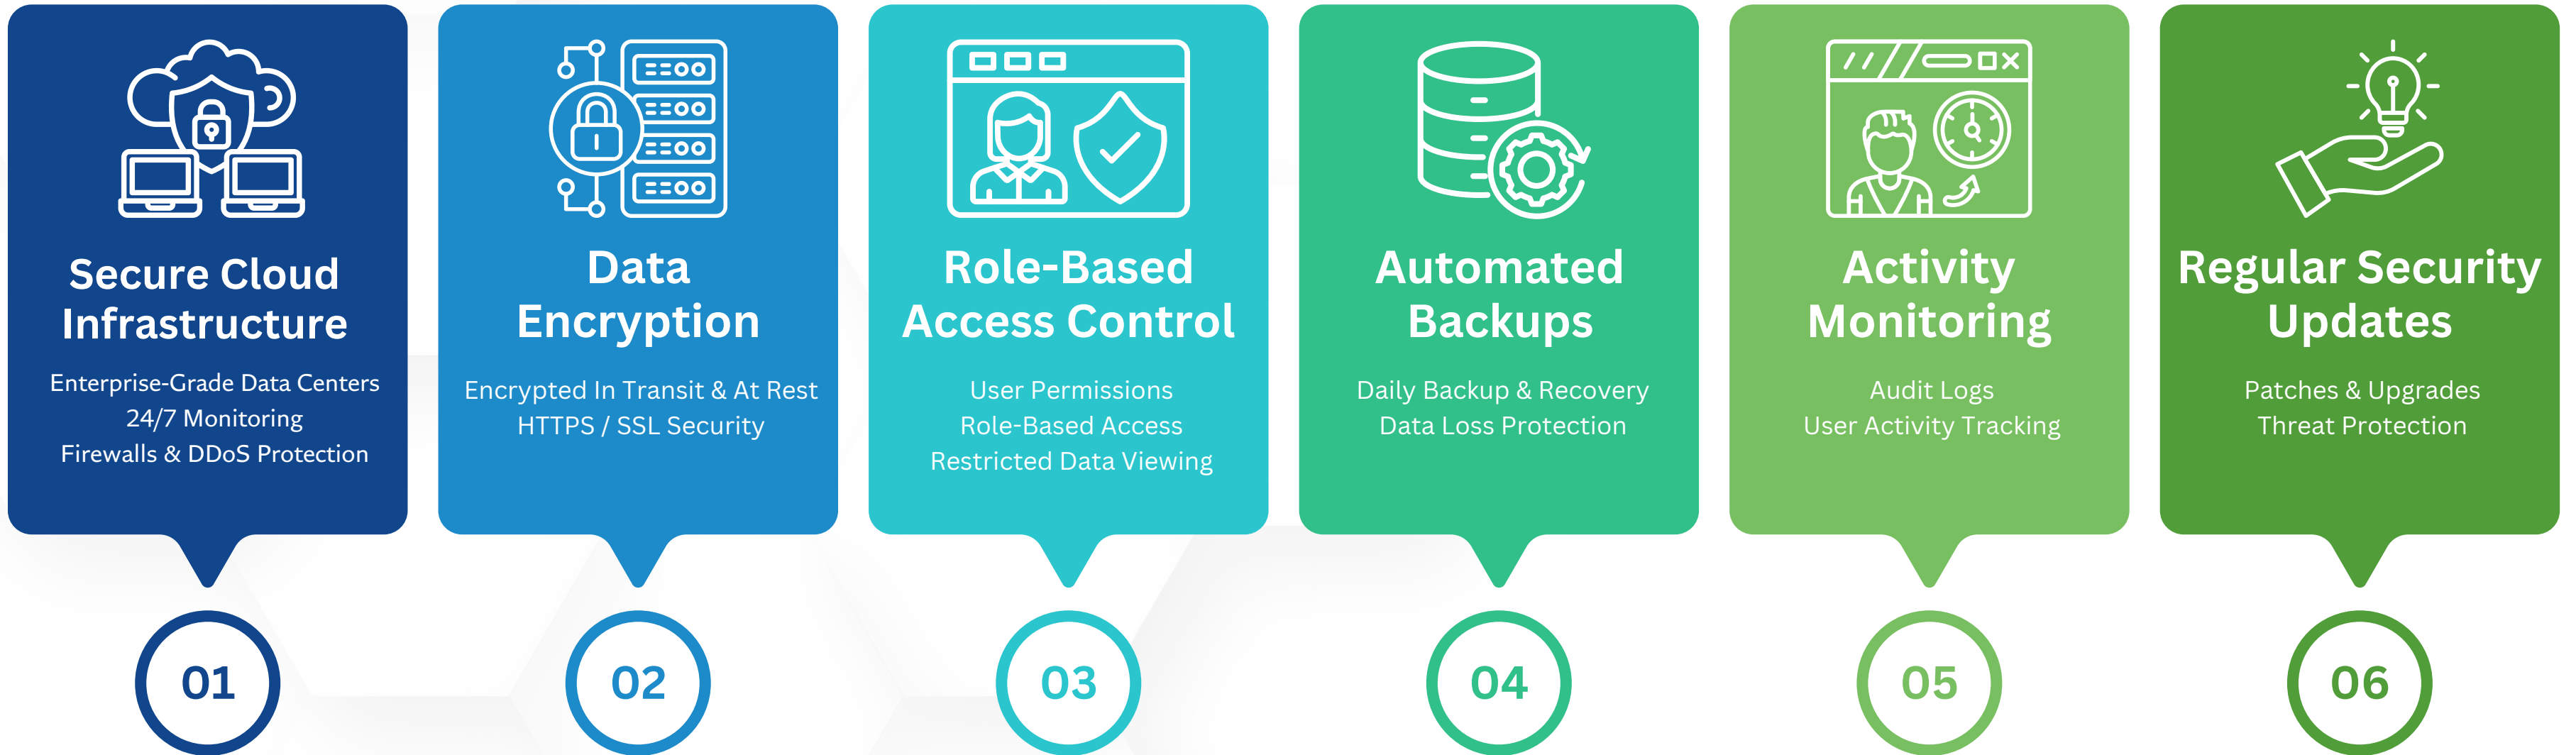 Secure Cloud
Infrastructure
Enterprise-Grade Data Centers
24/7 Monitoring
Firewalls & DDoS Protection
01
Data
Encryption
Encrypted In Transit & At Rest
HTTPS / SSL Security
02
Role-Based
Access Control
User Permissions
Role-Based Access
Restricted Data Viewing
03
Automated
Backups
Daily Backup & Recovery
Data Loss Protection
04
Activity
Monitoring
Audit Logs
User Activity Tracking
05
Regular Security
Updates
Patches & Upgrades
Threat Protection
06